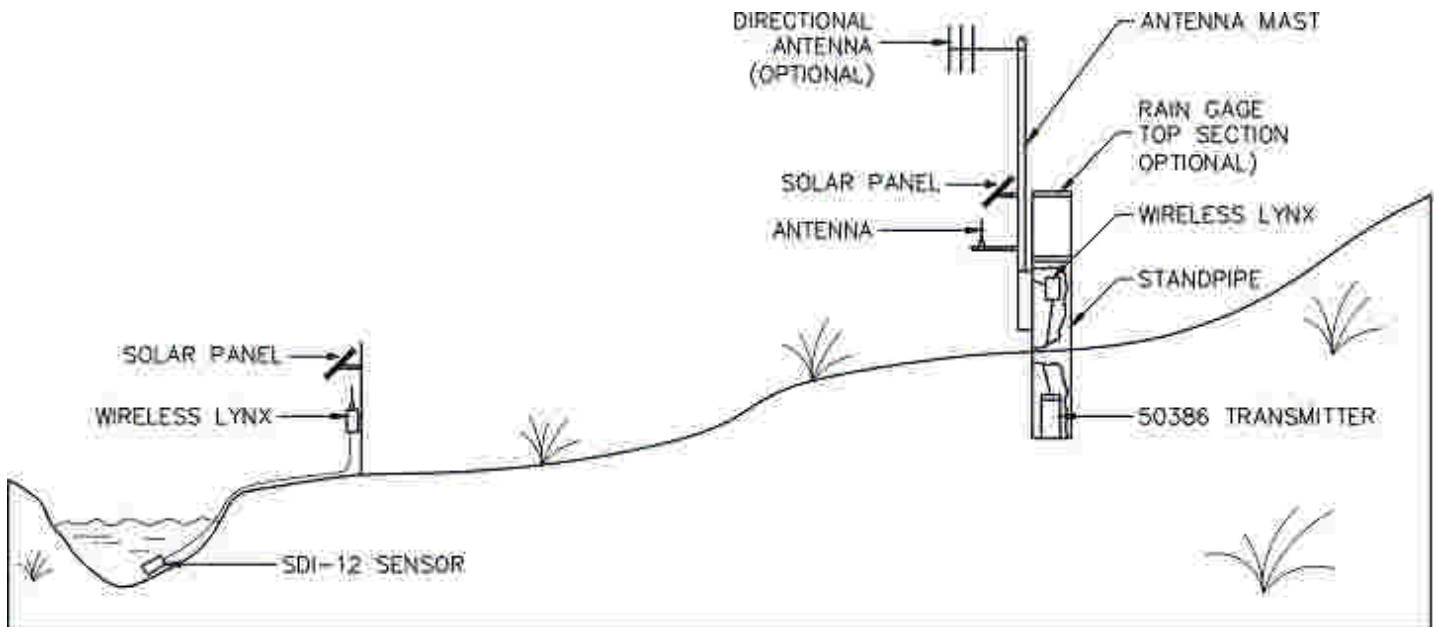 DIRECTIONAL
ANTENNA
(OPTIONAL)
ANTENNA MAST
RAIN GAGE
TOP SECTION
OPTIONAL)
SOLAR PANEL
WIRELESS LYNX
ANTENNA
STANDPIPE
SOLAR PANEL
WIRELESS LYNX
50386 TRANSMITTER
SDI-12 SENSOR